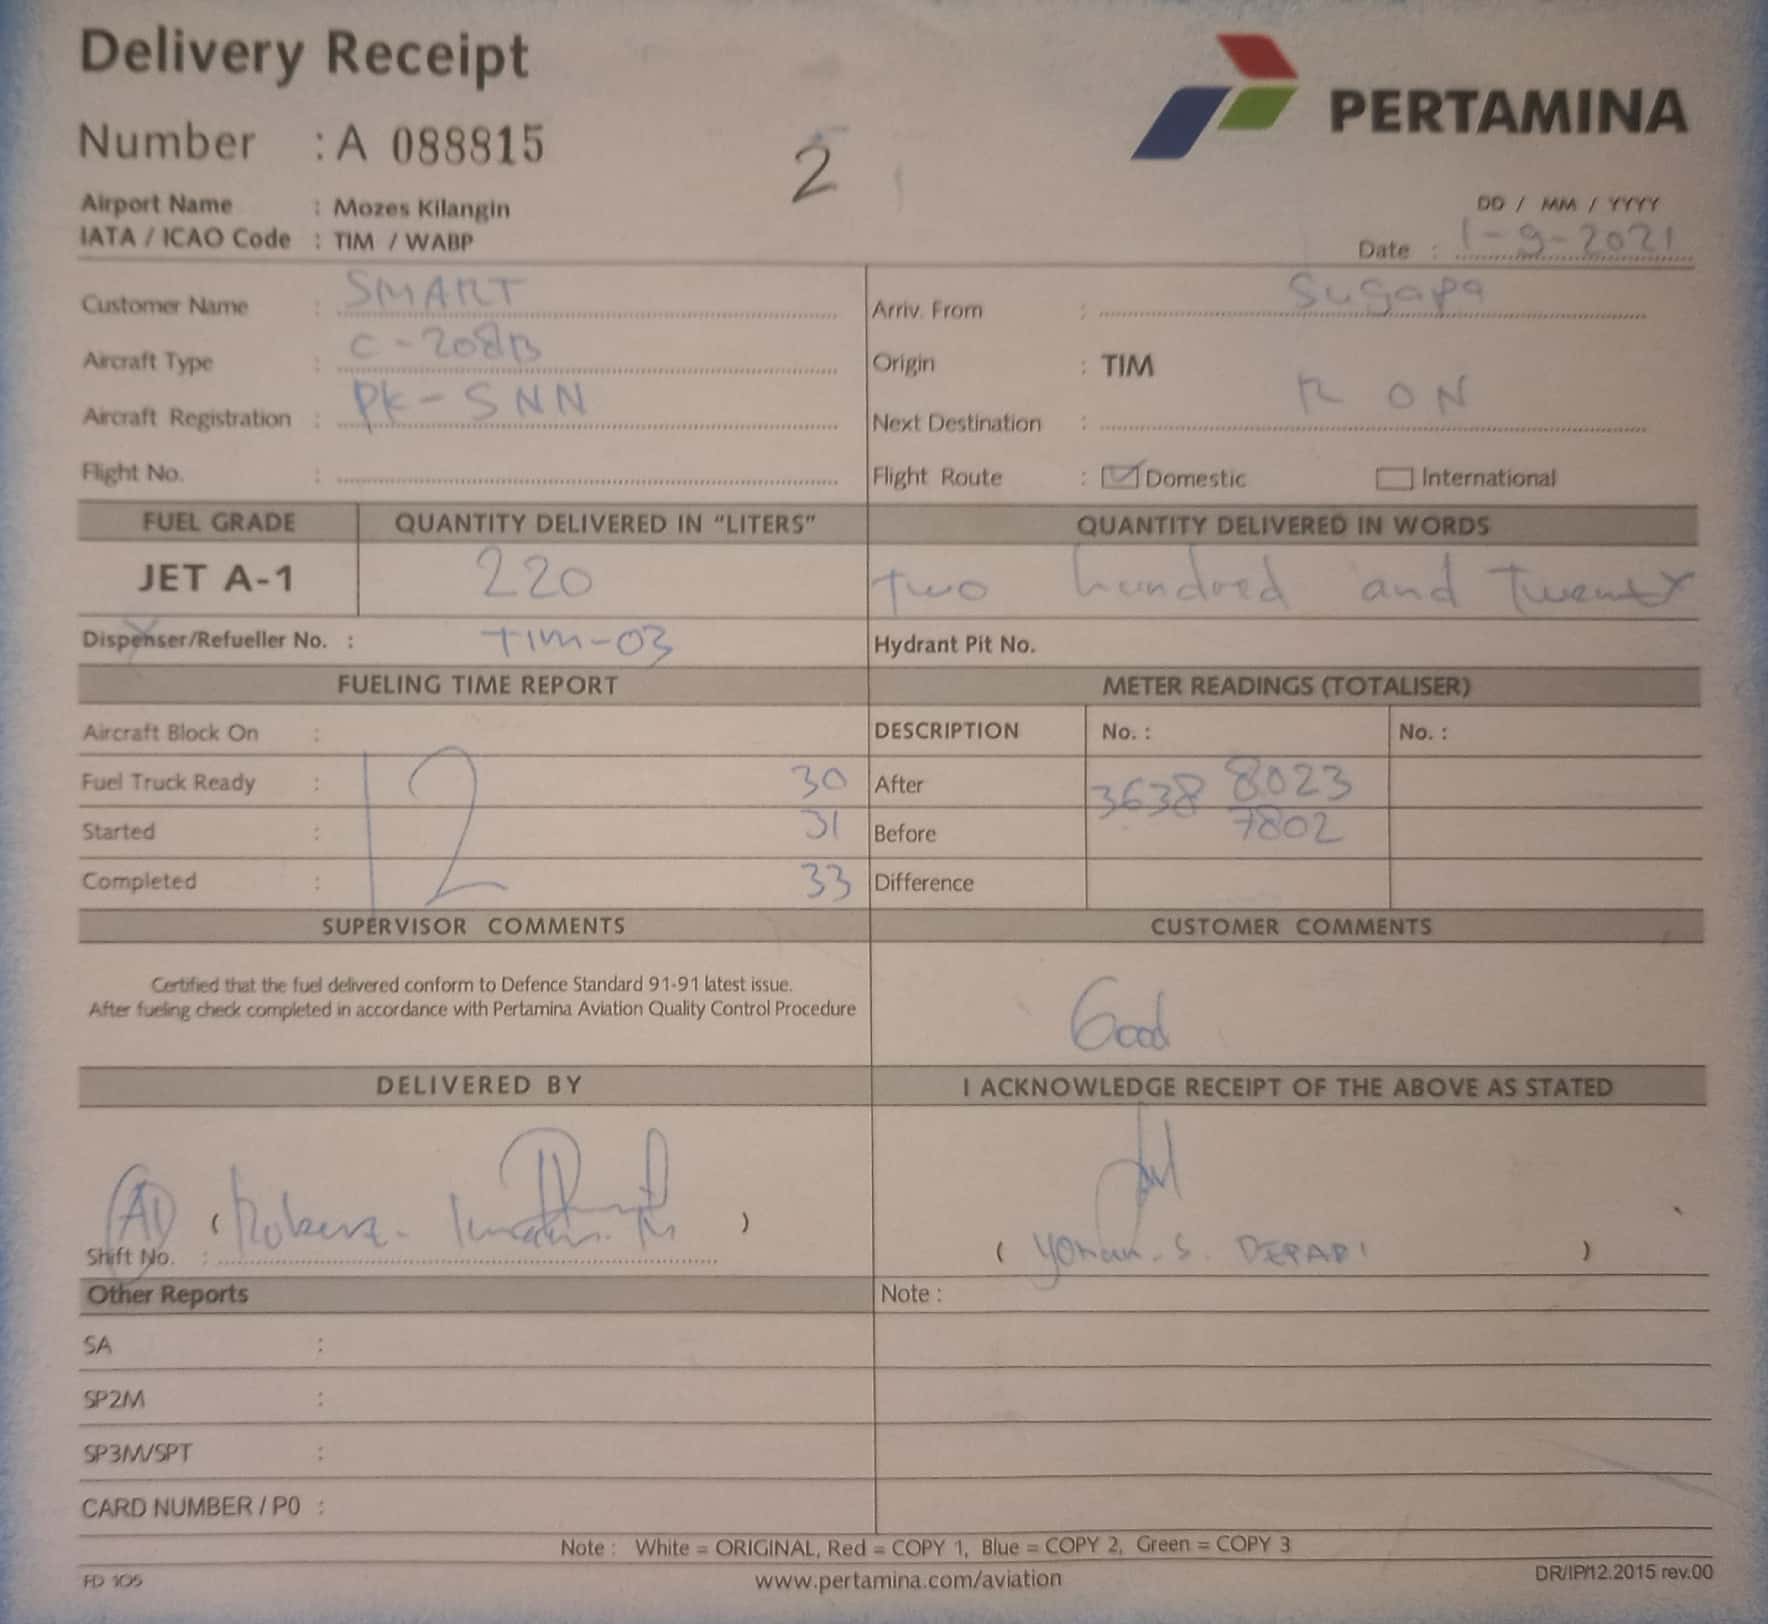 Delivery Receipt
PERTAMINA
Number : A 088815
2
Airport Name : Mozes Kilangin
DD / MM / YYYY
IATA / ICAO Code : TIM / WABP
Date : 1-9-2021
Customer Name : SMART
Arriv. From : Sugapa
Aircraft Type : C-208B
Origin : TIM
Aircraft Registration : PK-SNN
Next Destination : RON
Flight No. :
Flight Route : Domestic International
FUEL GRADE QUANTITY DELIVERED IN “LITERS” QUANTITY DELIVERED IN WORDS
JET A-1 220 two hundred and twenty
Dispenser/Refueller No. : TIM-03 Hydrant Pit No.
FUELING TIME REPORT METER READINGS (TOTALISER)
Aircraft Block On : DESCRIPTION No. : No. :
Fuel Truck Ready : 12 30 After 3638 8023
Started : 31 Before 7802
Completed : 33 Difference
SUPERVISOR COMMENTS CUSTOMER COMMENTS
Certified that the fuel delivered conform to Defence Standard 91-91 latest issue.
After fueling check completed in accordance with Pertamina Aviation Quality Control Procedure
Good
DELIVERED BY I ACKNOWLEDGE RECEIPT OF THE ABOVE AS STATED
AD ( )
Shift No. :
( Yohan. S. )
Other Reports Note :
SA :
SP2M :
SP3M/SPT :
CARD NUMBER / P0 :
Note : White = ORIGINAL, Red = COPY 1, Blue = COPY 2, Green = COPY 3
FD 105 www.pertamina.com/aviation DR/IP/12.2015 rev.00